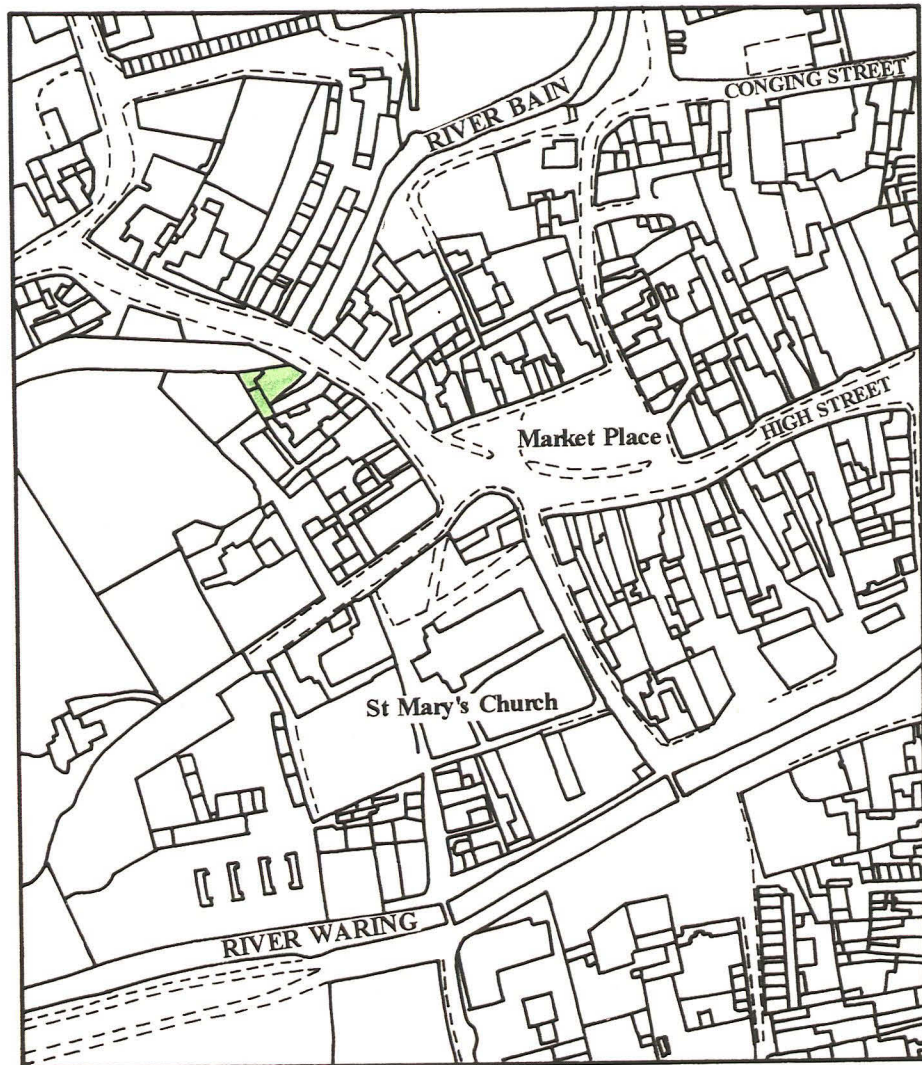 CONGING STREET
RIVER BAIN
HIGH STREET
Market Place
St Mary's Church
RIVER WARING